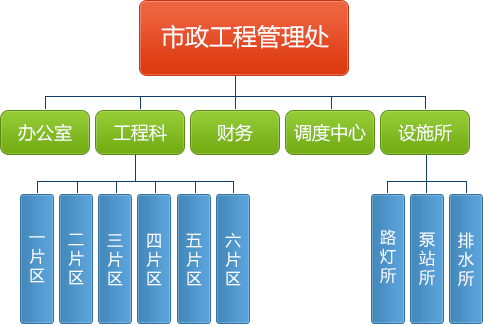 市政工程管理处
办公室
工程科
财务
调度中心
设施所
一片区
二片区
三片区
四片区
五片区
六片区
路灯所
泵站所
排水所